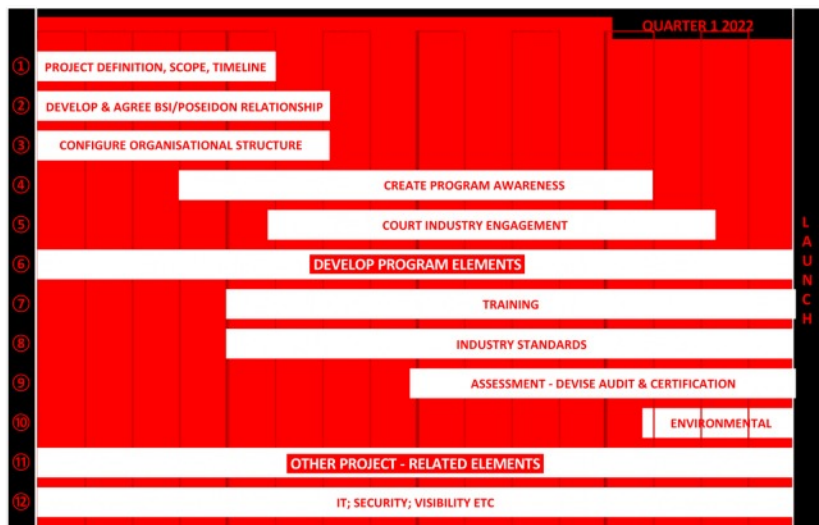 QUARTER 1 2022
① PROJECT DEFINITION, SCOPE, TIMELINE
② DEVELOP & AGREE BSI/POSEIDON RELATIONSHIP
③ CONFIGURE ORGANISATIONAL STRUCTURE
④ CREATE PROGRAM AWARENESS
⑤ COURT INDUSTRY ENGAGEMENT
⑥ DEVELOP PROGRAM ELEMENTS
⑦ TRAINING
⑧ INDUSTRY STANDARDS
⑨ ASSESSMENT - DEVISE AUDIT & CERTIFICATION
⑩ ENVIRONMENTAL
⑪ OTHER PROJECT - RELATED ELEMENTS
⑫ IT; SECURITY; VISIBILITY ETC
LAUNCH